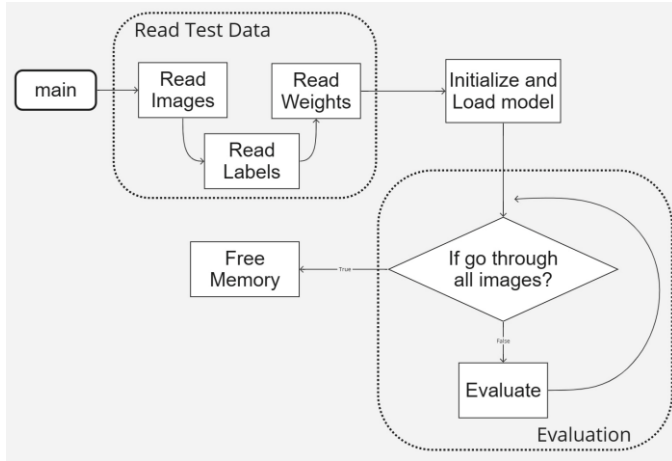 Read Test Data
main
Read
Images
Read
Labels
Read
Weights
Initialize and
Load model
If go through
all images?
True
Free
Memory
False
Evaluate
Evaluation